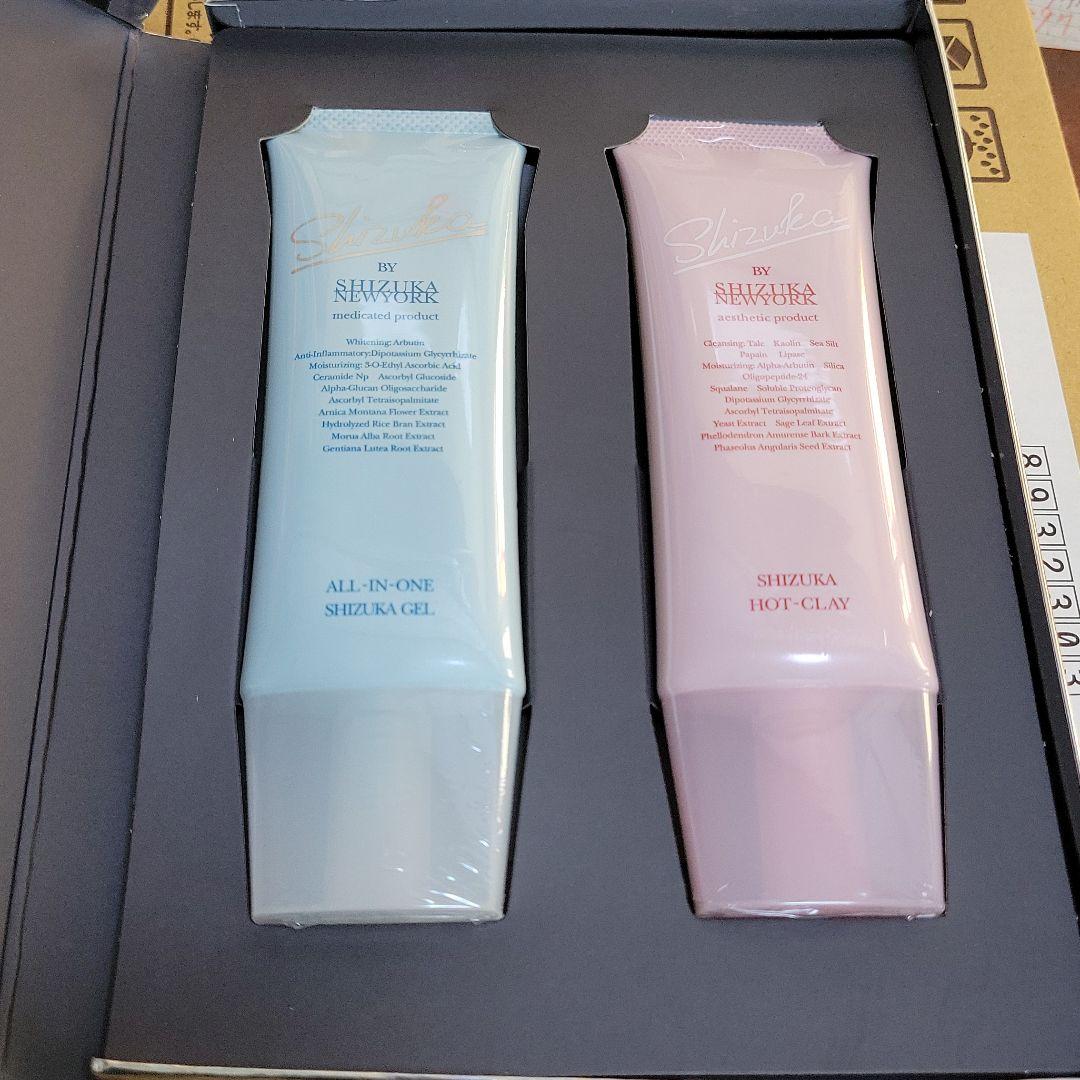 します。
Shizuka
BY
SHIZUKA
NEWYORK
medicated product
Whitening: Arbutin
Anti-Inflammatory:Dipotassium Glycyrrhizate
Moisturizing: 3-O-Ethyl Ascorbic Acid
Ceramide Np Ascorbyl Glucoside
Alpha-Glucan Oligosaccharide
Ascorbyl Tetraisopalmitate
Arnica Montana Flower Extract
Hydrolyzed Rice Bran Extract
Morua Alba Root Extract
Gentiana Lutea Root Extract
ALL-IN-ONE
SHIZUKA GEL
Shizuka
BY
SHIZUKA
NEWYORK
aesthetic product
Cleansing: Talc Kaolin Sea Silt
Papain Lipase
Moisturizing: Alpha-Arbutin Silica
Oligopeptide-24
Squalane Soluble Proteoglycan
Dipotassium Glycyrrhizate
Ascorbyl Tetraisopalmitate
Yeast Extract Sage Leaf Extract
Phellodendron Amurense Bark Extract
Phaseolus Angularis Seed Extract
SHIZUKA
HOT-CLAY